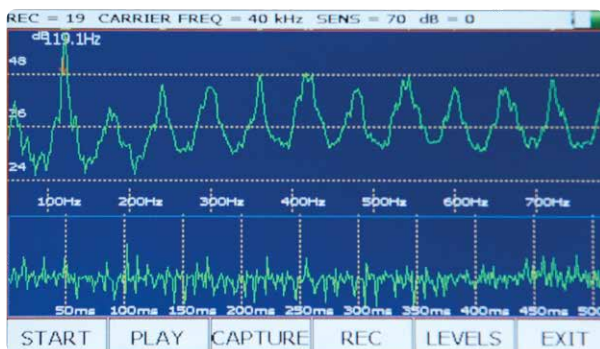 REC = 19 CARRIER FREQ = 40 kHz SENS = 70 dB = 0
dB 119.1Hz
48
36
24
100Hz 200Hz 300Hz 400Hz 500Hz 600Hz 700Hz
50ms 100ms 150ms 200ms 250ms 300ms 350ms 400ms 450ms 500
START PLAY CAPTURE REC LEVELS EXIT